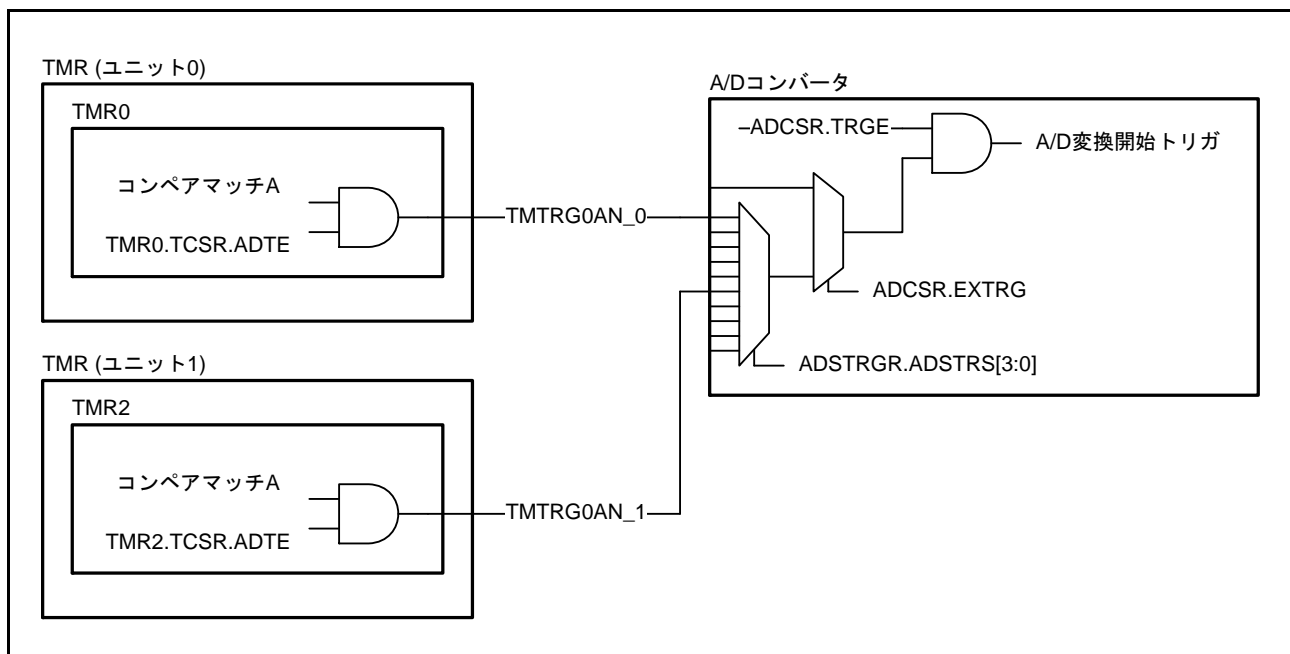 TMR (ユニット0)
TMR0
コンペアマッチA
TMR0.TCSR.ADTE
TMTRG0AN_0
A/Dコンバータ
ADCSR.TRGE
A/D変換開始トリガ
ADCSR.EXTRG
ADSTRGR.ADSTRS[3:0]
TMR (ユニット1)
TMR2
コンペアマッチA
TMR2.TCSR.ADTE
TMTRG0AN_1